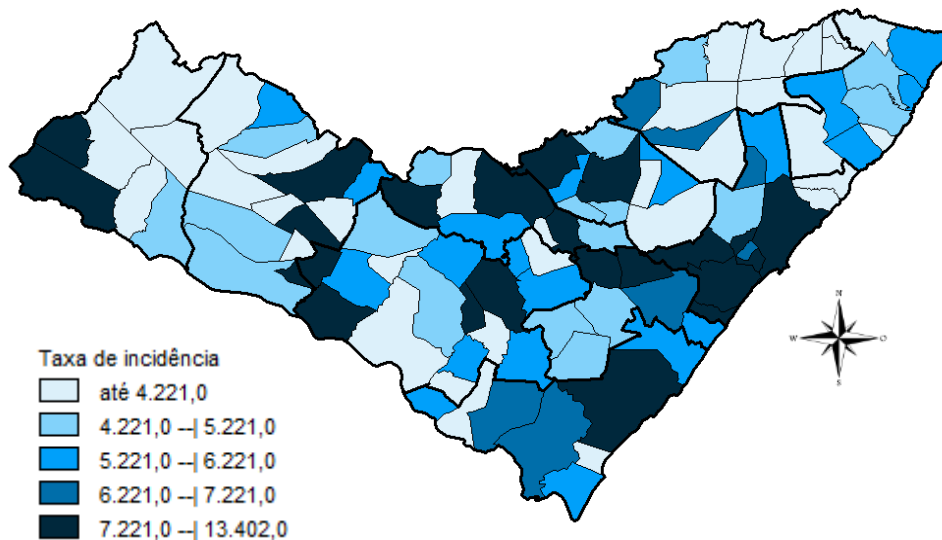 Taxa de incidência
até 4.221,0
4.221,0 --| 5.221,0
5.221,0 --| 6.221,0
6.221,0 --| 7.221,0
7.221,0 --| 13.402,0
N
W
O
S